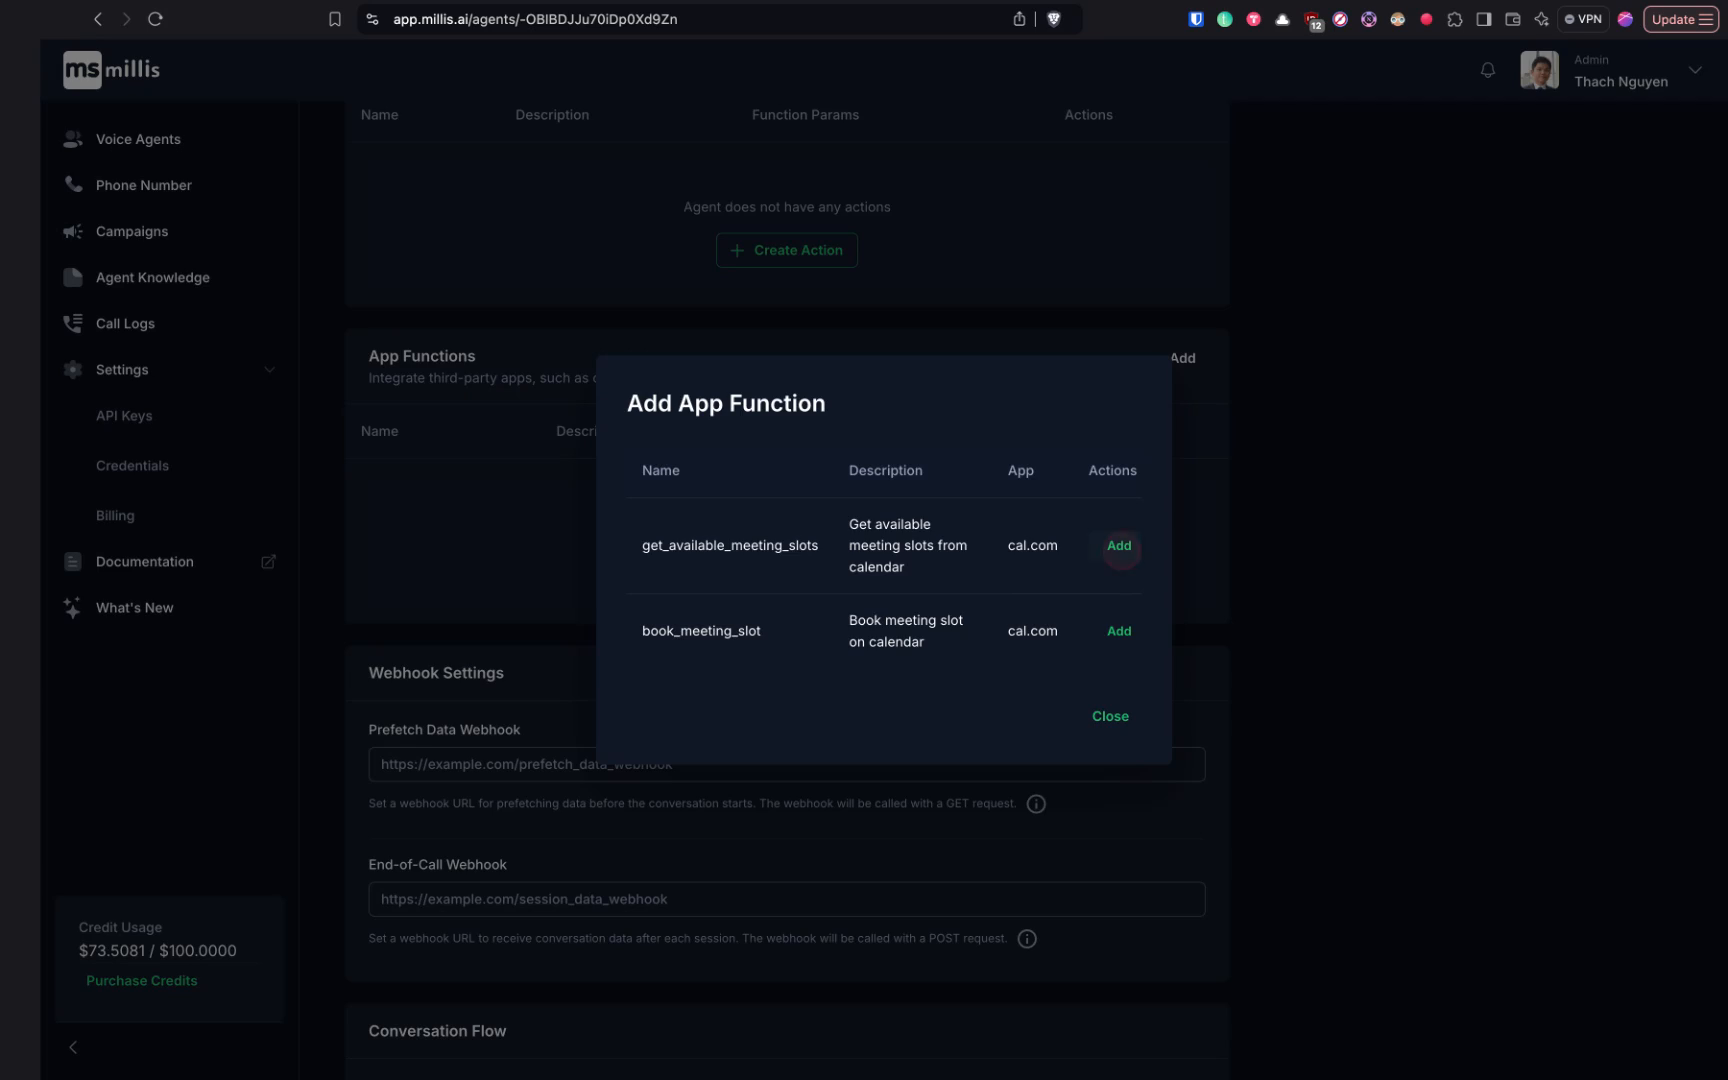 app.millis.ai/agents/-OBIBDJJu70iDp0Xd9Zn
12
VPN
Update
ms millis
Admin
Thach Nguyen
Voice Agents
Phone Number
Campaigns
Agent Knowledge
Call Logs
Settings
API Keys
Credentials
Billing
Documentation
What's New
Credit Usage
$73.5081 / $100.0000
Purchase Credits
Name Description Function Params Actions
Agent does not have any actions
Create Action
App Functions
Integrate third-party apps, such as
Add
Name
Add App Function
Name Description App Actions
get_available_meeting_slots
Get available
meeting slots from
calendar
cal.com
Add
book_meeting_slot
Book meeting slot
on calendar
cal.com
Add
Close
Webhook Settings
Prefetch Data Webhook
https://example.com/prefetch_data_webhook
Set a webhook URL for prefetching data before the conversation starts. The webhook will be called with a GET request.
End-of-Call Webhook
https://example.com/session_data_webhook
Set a webhook URL to receive conversation data after each session. The webhook will be called with a POST request.
Conversation Flow